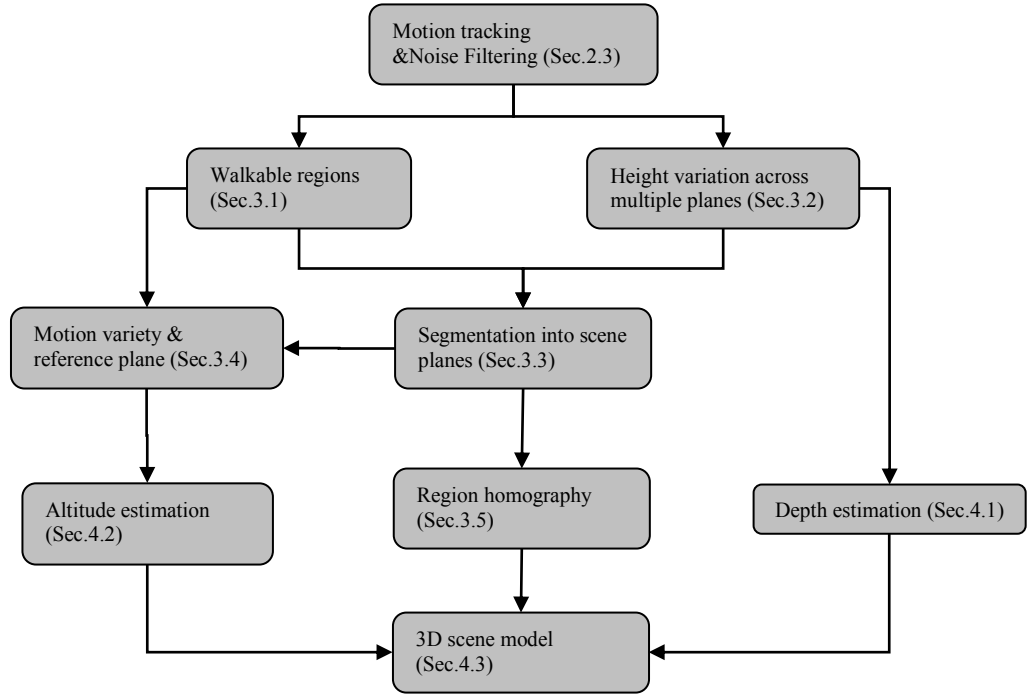 Motion tracking
&Noise Filtering (Sec.2.3)
Walkable regions
(Sec.3.1)
Height variation across
multiple planes (Sec.3.2)
Motion variety &
reference plane (Sec.3.4)
Segmentation into scene
planes (Sec.3.3)
Altitude estimation
(Sec.4.2)
Region homography
(Sec.3.5)
Depth estimation (Sec.4.1)
3D scene model
(Sec.4.3)